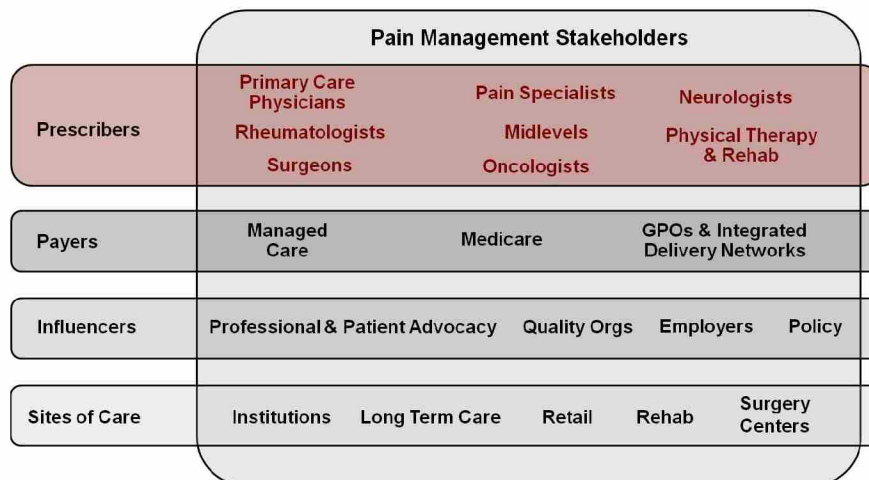 Pain Management Stakeholders
Prescribers
Primary Care
Physicians
Pain Specialists
Neurologists
Rheumatologists
Midlevels
Physical Therapy
& Rehab
Surgeons
Oncologists
Payers
Managed
Care
Medicare
GPOs & Integrated
Delivery Networks
Influencers
Professional & Patient Advocacy
Quality Orgs
Employers
Policy
Sites of Care
Institutions
Long Term Care
Retail
Rehab
Surgery
Centers